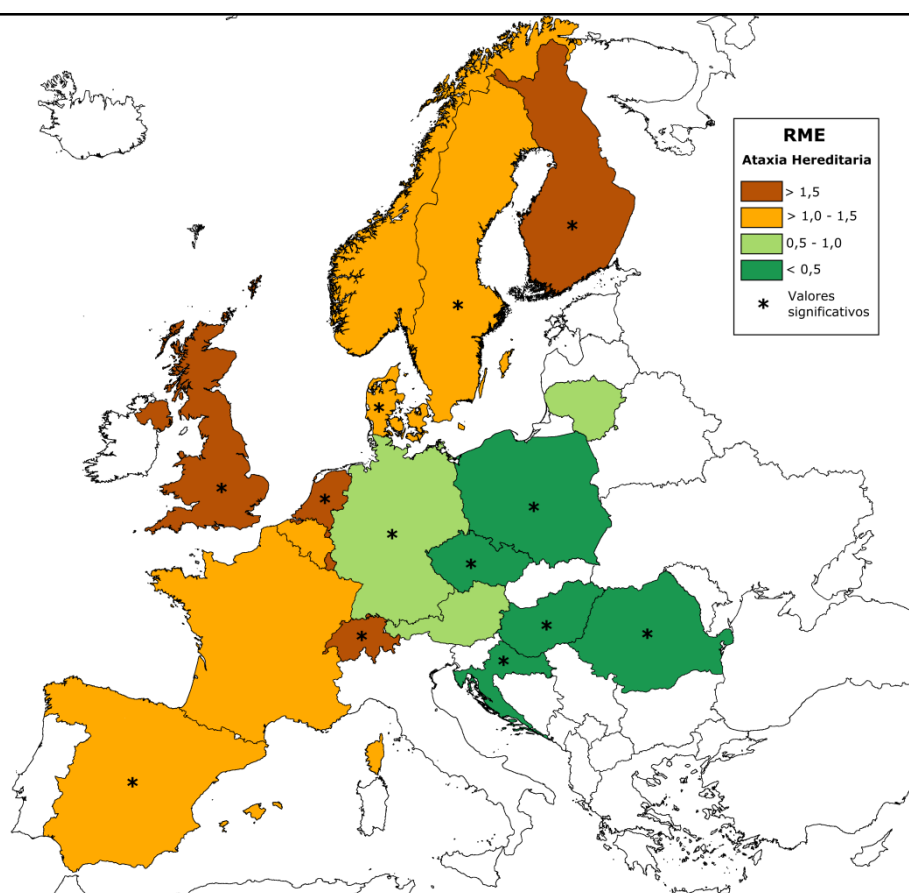 RME
Ataxia Hereditaria
> 1,5
> 1,0 - 1,5
0,5 - 1,0
< 0,5
* Valores
significativos